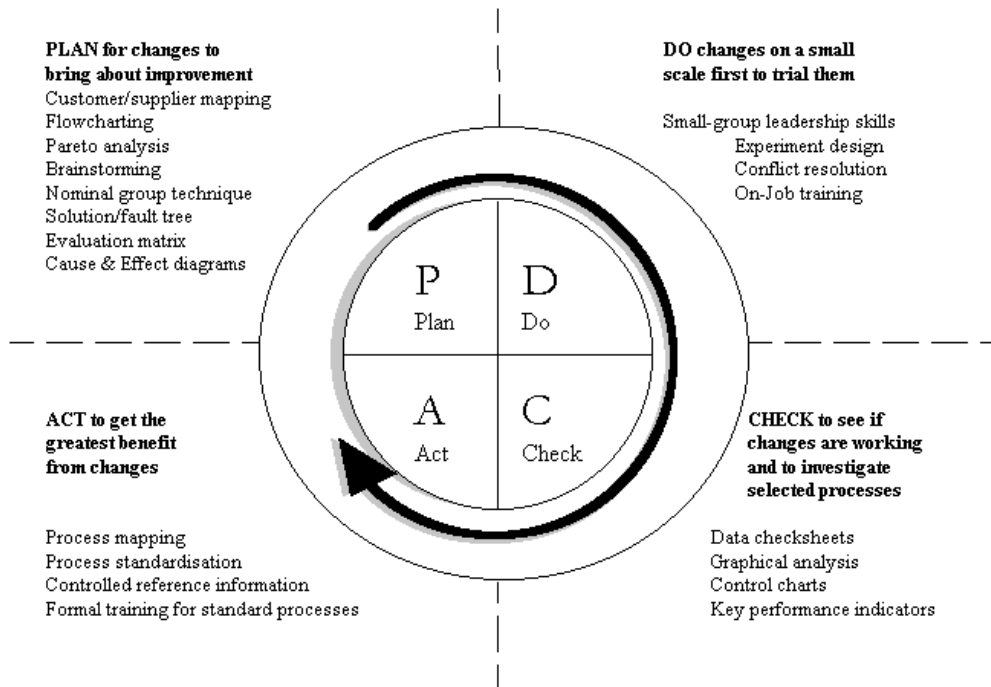 PLAN for changes to
bring about improvement
Customer/supplier mapping
Flowcharting
Pareto analysis
Brainstorming
Nominal group technique
Solution/fault tree
Evaluation matrix
Cause & Effect diagrams
DO changes on a small
scale first to trial them
Small-group leadership skills
Experiment design
Conflict resolution
On-Job training
P
Plan
D
Do
A
Act
C
Check
ACT to get the
greatest benefit
from changes
Process mapping
Process standardisation
Controlled reference information
Formal training for standard processes
CHECK to see if
changes are working
and to investigate
selected processes
Data checksheets
Graphical analysis
Control charts
Key performance indicators